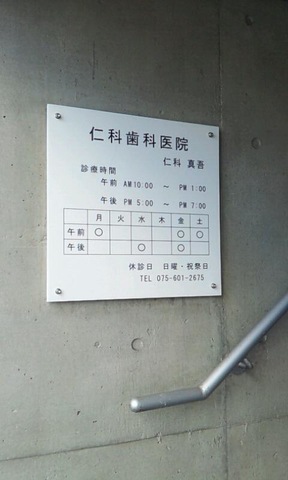 仁科歯科医院
仁科 真吾
診療時間
午前 AM 10:00 ～ PM 1:00
午後 PM 5:00 ～ PM 7:00
月 火 水 木 金 土
午前 ○ ○ ○
午後 ○ ○
休診日 日曜・祝祭日
TEL 075-601-2675